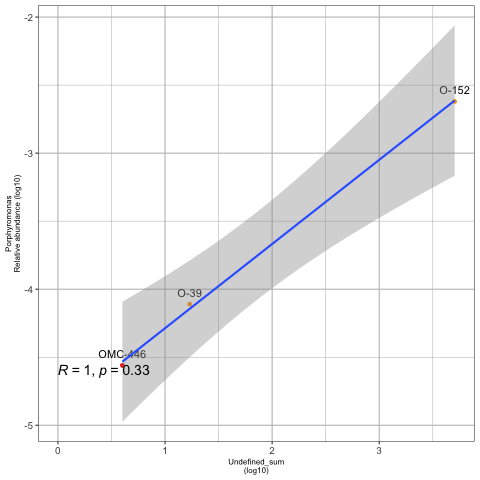 -2
O-152
-3
Porphyromonas
Relative abundance (log10)
O-39
-4
OMC-446
R = 1, p = 0.33
-5
0 1 2 3
Undefined_sum
(log10)